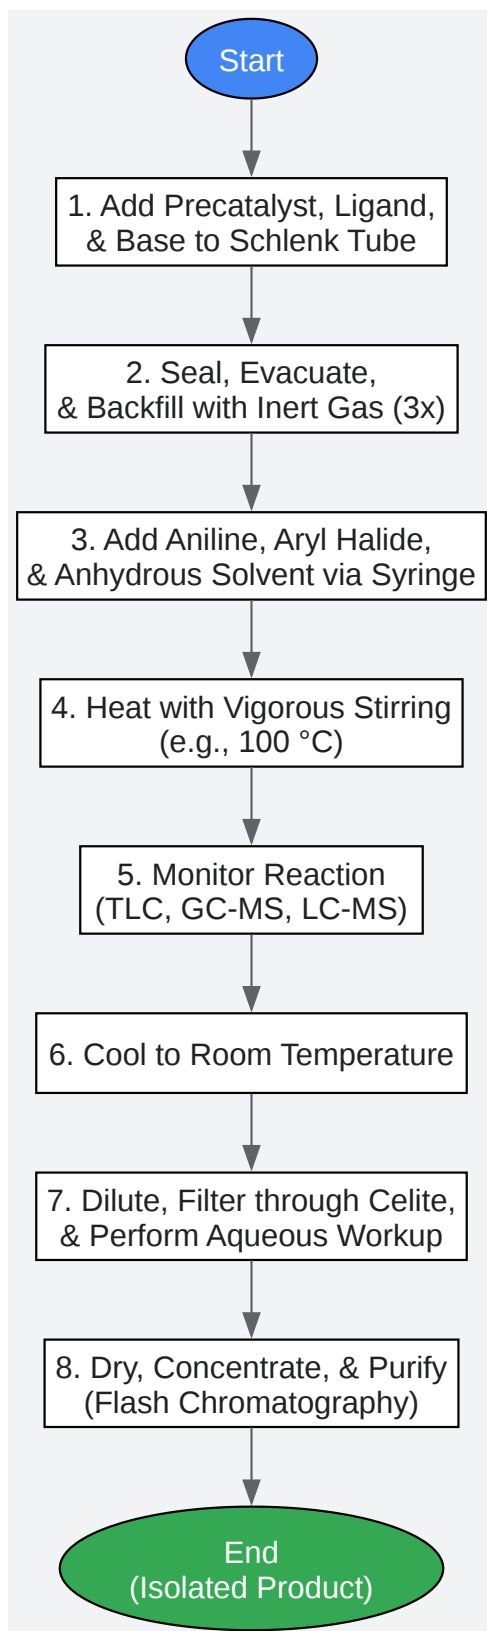 Start
1. Add Precatalyst, Ligand,
& Base to Schlenk Tube
2. Seal, Evacuate,
& Backfill with Inert Gas (3x)
3. Add Aniline, Aryl Halide,
& Anhydrous Solvent via Syringe
4. Heat with Vigorous Stirring
(e.g., 100 °C)
5. Monitor Reaction
(TLC, GC-MS, LC-MS)
6. Cool to Room Temperature
7. Dilute, Filter through Celite,
& Perform Aqueous Workup
8. Dry, Concentrate, & Purify
(Flash Chromatography)
End
(Isolated Product)